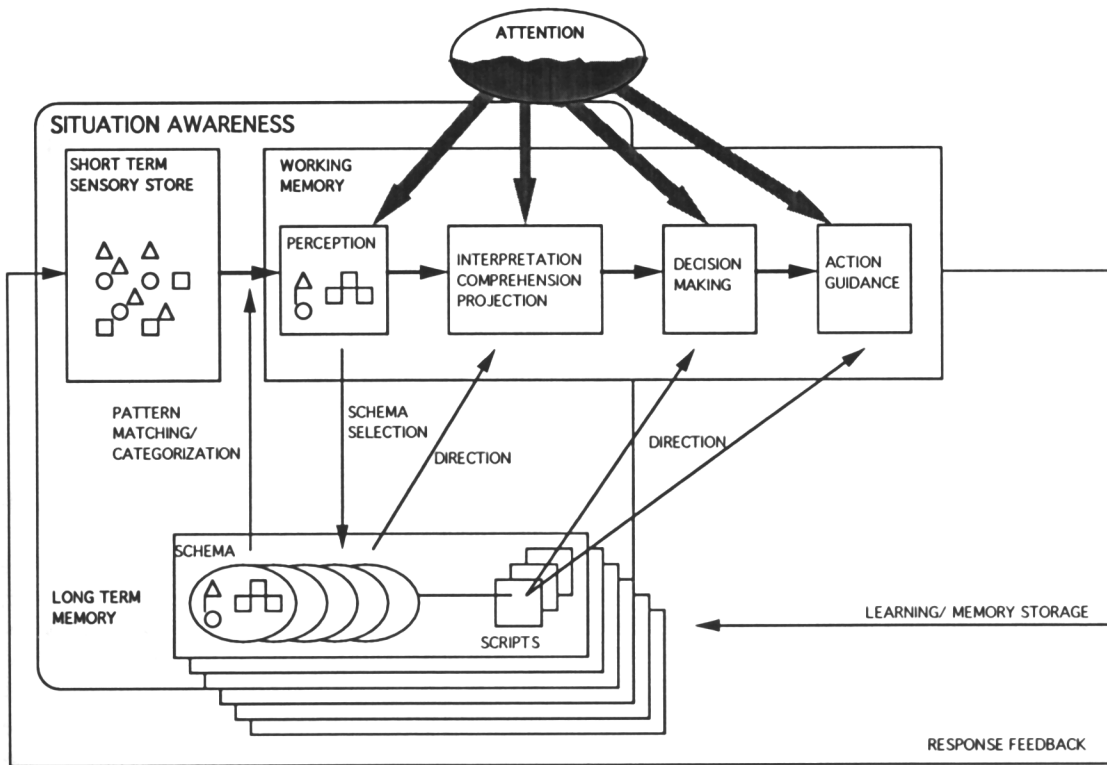 ATTENTION
SITUATION AWARENESS
SHORT TERM
SENSORY STORE
WORKING
MEMORY
PERCEPTION
INTERPRETATION
COMPREHENSION
PROJECTION
DECISION
MAKING
ACTION
GUIDANCE
PATTERN
MATCHING/
CATEGORIZATION
SCHEMA
SELECTION
DIRECTION
DIRECTION
SCHEMA
LONG TERM
MEMORY
SCRIPTS
LEARNING/ MEMORY STORAGE
RESPONSE FEEDBACK